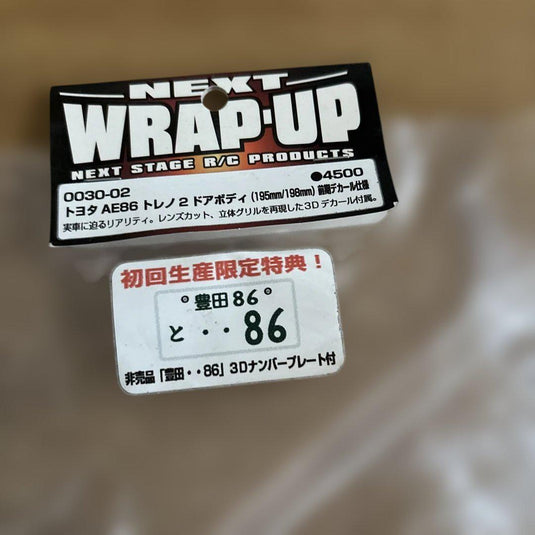 NEXT
WRAP-UP
NEXT STAGE R/C PRODUCTS
0030-02 ●4500
トヨタ AE86 トレノ 2 ドアボディ (195mm/198mm) 前期デカール仕様
実車に迫るリアリティ。レンズカット、立体グリルを再現した3Dデカール付属。
初回生産限定特典！
豊田 86
と・・86
非売品「豊田・・86」3Dナンバープレート付